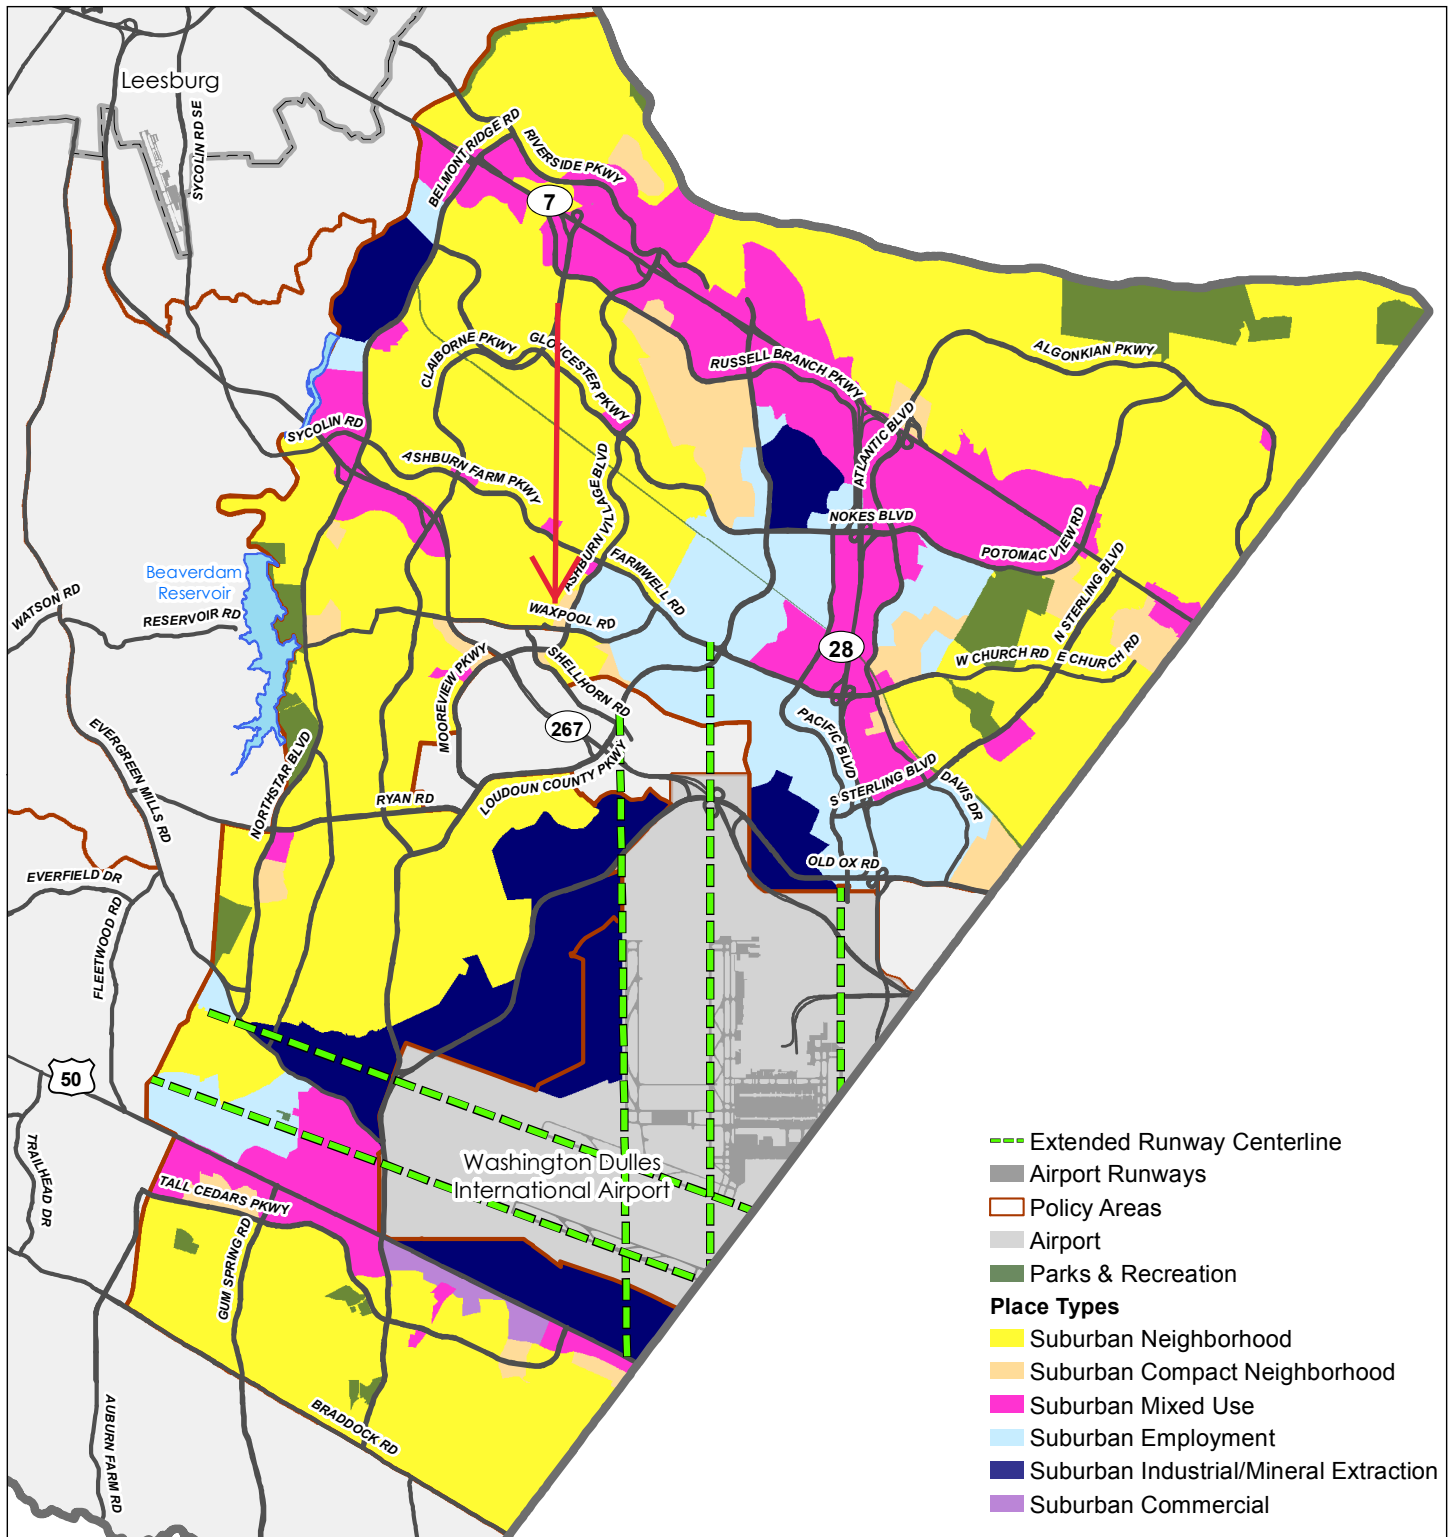 Leesburg
SYCOLIN RD SE
BELMONT RIDGE RD
RIVERSIDE PKWY
7
CLAIBORNE PKWY
GLOUCESTER PKWY
RUSSELL BRANCH PKWY
ALGONKIAN PKWY
ATLANTIC BLVD
SYCOLIN RD
ASHBURN FARM PKWY
ASHBURN VILLAGE BLVD
NOKES BLVD
POTOMAC VIEW RD
N STERLING BLVD
Beaverdam
Reservoir
WATSON RD
RESERVOIR RD
FARMWELL RD
WAXPOOL RD
28
W CHURCH RD
E CHURCH RD
MOOREVIEW PKWY
SHELLHORN RD
267
PACIFIC BLVD
EVERGREEN MILLS RD
NORTHSTAR BLVD
RYAN RD
LOUDOUN COUNTY PKWY
S STERLING BLVD
DAVIS DR
OLD OX RD
EVERFIELD DR
FLEETWOOD RD
50
TRAILHEAD DR
TALL CEDARS PKWY
GUM SPRING RD
Washington Dulles
International Airport
AUBURN FARM RD
BRADDOCK RD
Extended Runway Centerline
Airport Runways
Policy Areas
Airport
Parks & Recreation
Place Types
Suburban Neighborhood
Suburban Compact Neighborhood
Suburban Mixed Use
Suburban Employment
Suburban Industrial/Mineral Extraction
Suburban Commercial